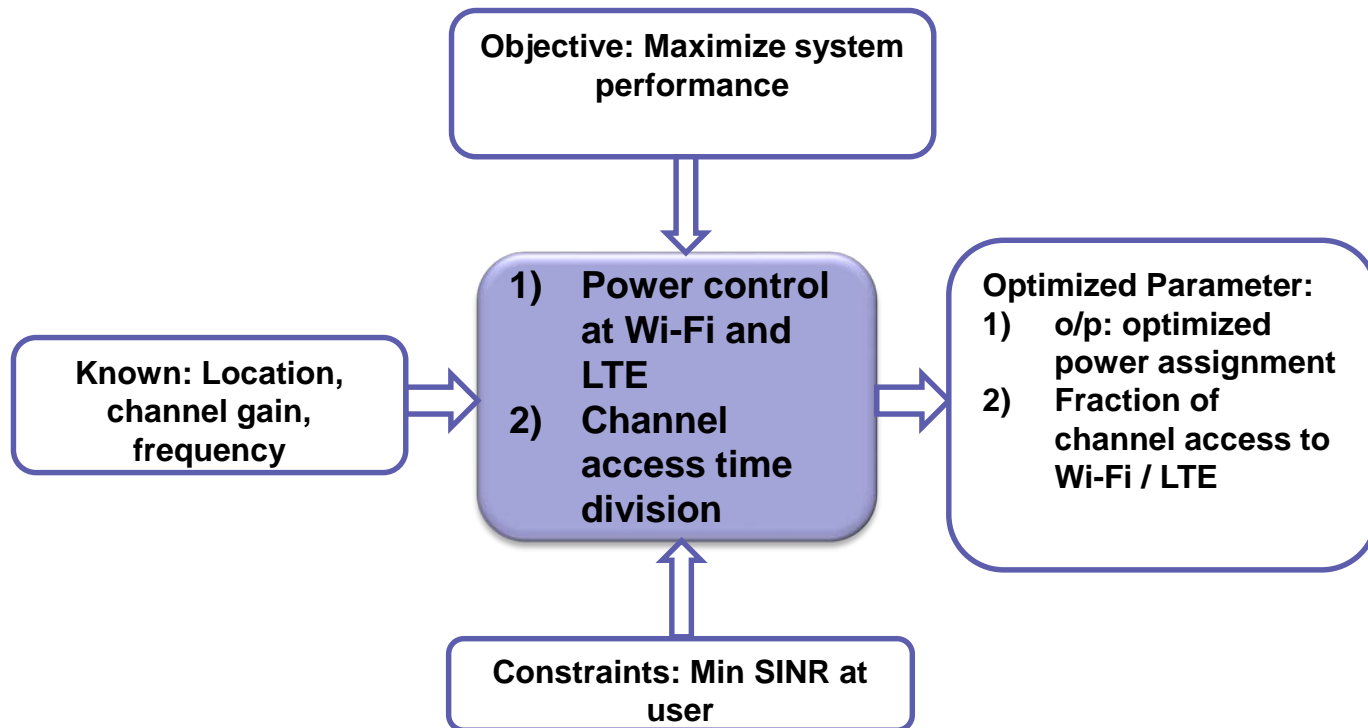 Objective: Maximize system
performance
Known: Location,
channel gain,
frequency
1) Power control
at Wi-Fi and
LTE
2) Channel
access time
division
Optimized Parameter:
1) o/p: optimized
power assignment
2) Fraction of
channel access to
Wi-Fi / LTE
Constraints: Min SINR at
user